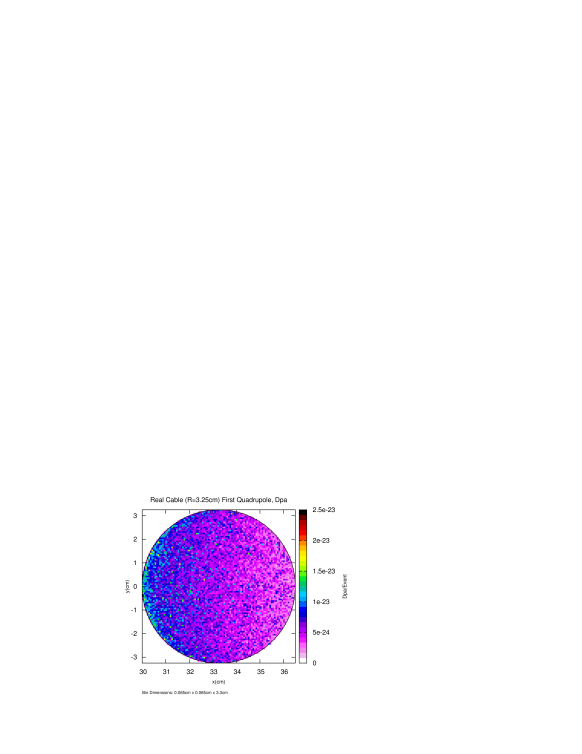 Real Cable (R=3.25cm) First Quadrupole, Dpa
3
2
1
0
-1
-2
-3
y(cm)
30 31 32 33 34 35 36
x(cm)
2.5e-23
2e-23
1.5e-23
1e-23
5e-24
0
Dpa/Event
Bin Dimensions: 0.065cm x 0.065cm x 3.3cm